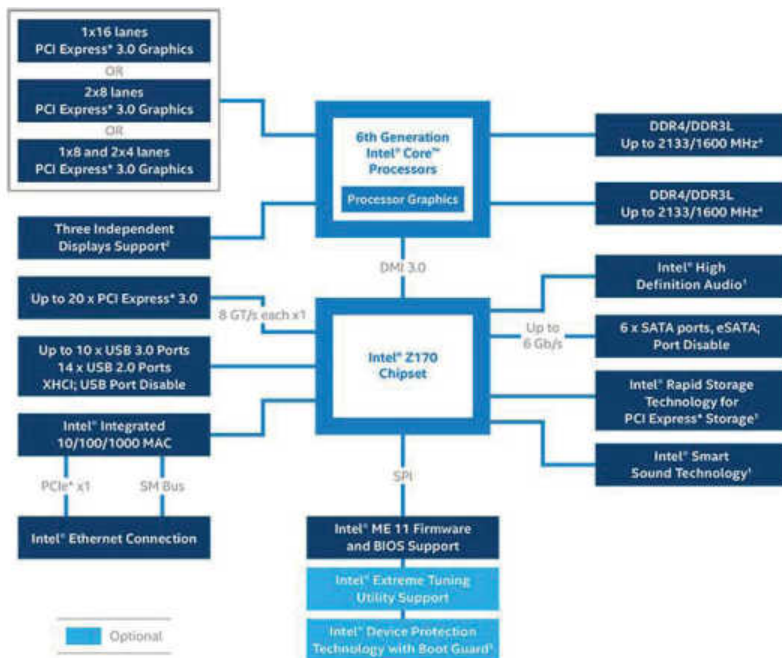 1x16 lanes
PCI Express* 3.0 Graphics
OR
2x8 lanes
PCI Express* 3.0 Graphics
OR
1x8 and 2x4 lanes
PCI Express* 3.0 Graphics
Three Independent
Displays Support²
6th Generation
Intel® Core™
Processors
Processor Graphics
DDR4/DDR3L
Up to 2133/1600 MHz⁴
DDR4/DDR3L
Up to 2133/1600 MHz⁴
DMI 3.0
Up to 20 x PCI Express* 3.0
8 GT/s each x1
Up to 10 x USB 3.0 Ports
14 x USB 2.0 Ports
XHCI; USB Port Disable
Intel® Integrated
10/100/1000 MAC
PCIe* x1
SM Bus
Intel® Ethernet Connection
Intel® Z170
Chipset
Intel® High
Definition Audio¹
Up to
6 Gb/s
6 x SATA ports, eSATA;
Port Disable
Intel® Rapid Storage
Technology for
PCI Express* Storage³
Intel® Smart
Sound Technology¹
SPI
Intel® ME 11 Firmware
and BIOS Support
Intel® Extreme Tuning
Utility Support
Intel® Device Protection
Technology with Boot Guard⁵
Optional